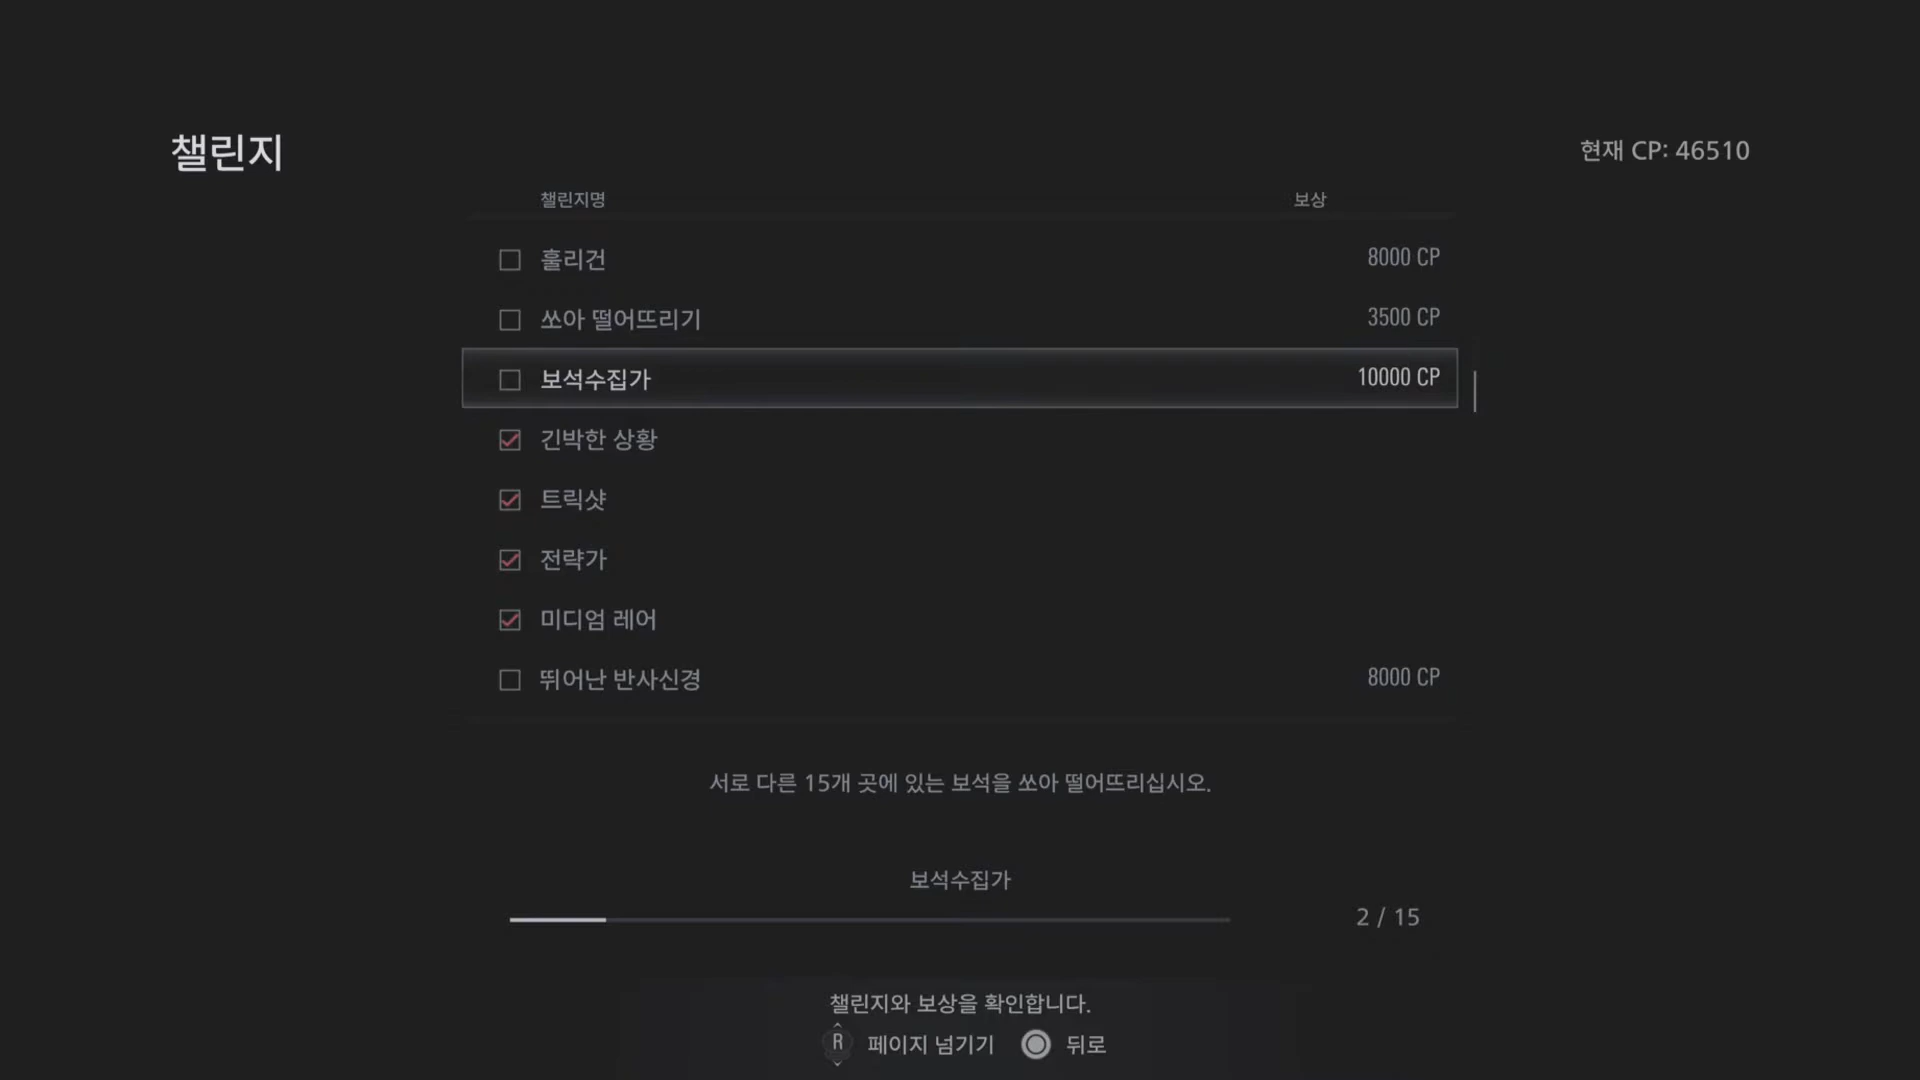 챌린지
현재 CP: 46510
챌린지명 보상
훌리건 8000 CP
쏘아 떨어뜨리기 3500 CP
보석수집가 10000 CP
긴박한 상황
트릭샷
전략가
미디엄 레어
뛰어난 반사신경 8000 CP
서로 다른 15개 곳에 있는 보석을 쏘아 떨어뜨리십시오.
보석수집가
2 / 15
챌린지와 보상을 확인합니다.
R 페이지 넘기기 뒤로